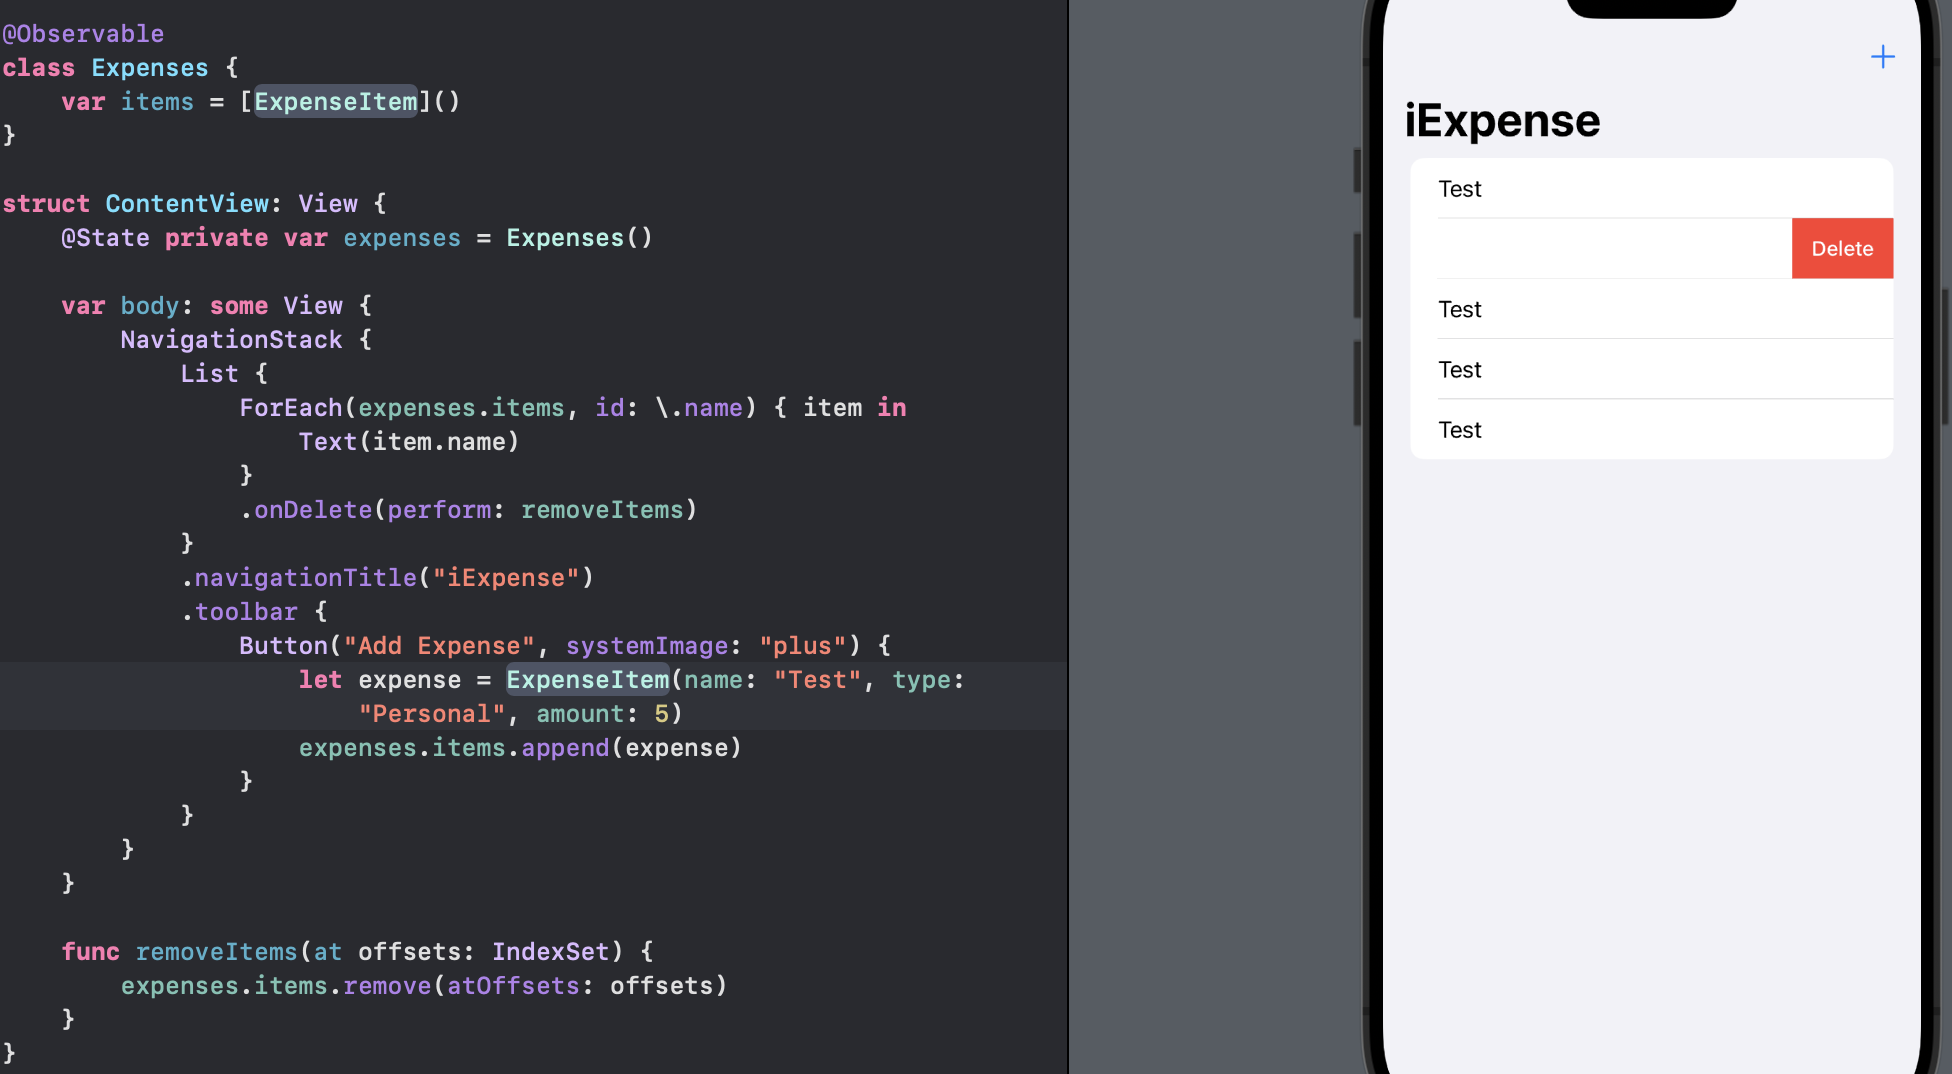 @Observable
class Expenses {
    var items = [ExpenseItem]()
}
struct ContentView: View {
    @State private var expenses = Expenses()
    var body: some View {
        NavigationStack {
            List {
                ForEach(expenses.items, id: \.name) { item in
                    Text(item.name)
                }
                .onDelete(perform: removeItems)
            }
            .navigationTitle("iExpense")
            .toolbar {
                Button("Add Expense", systemImage: "plus") {
                    let expense = ExpenseItem(name: "Test", type:
                        "Personal", amount: 5)
                    expenses.items.append(expense)
                }
            }
        }
    }
    func removeItems(at offsets: IndexSet) {
        expenses.items.remove(atOffsets: offsets)
    }
}
iExpense
Test
Delete
Test
Test
Test